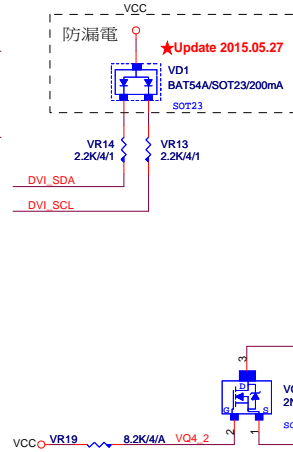 VCC
防漏電
★Update 2015.05.27
VD1
BAT54A/SOT23/200mA
SOT23
VR14
2.2K/4/1
VR13
2.2K/4/1
DVI_SDA
DVI_SCL
3
D
G
S
2
1
VCC
VR19
8.2K/4/A
VQ4_2